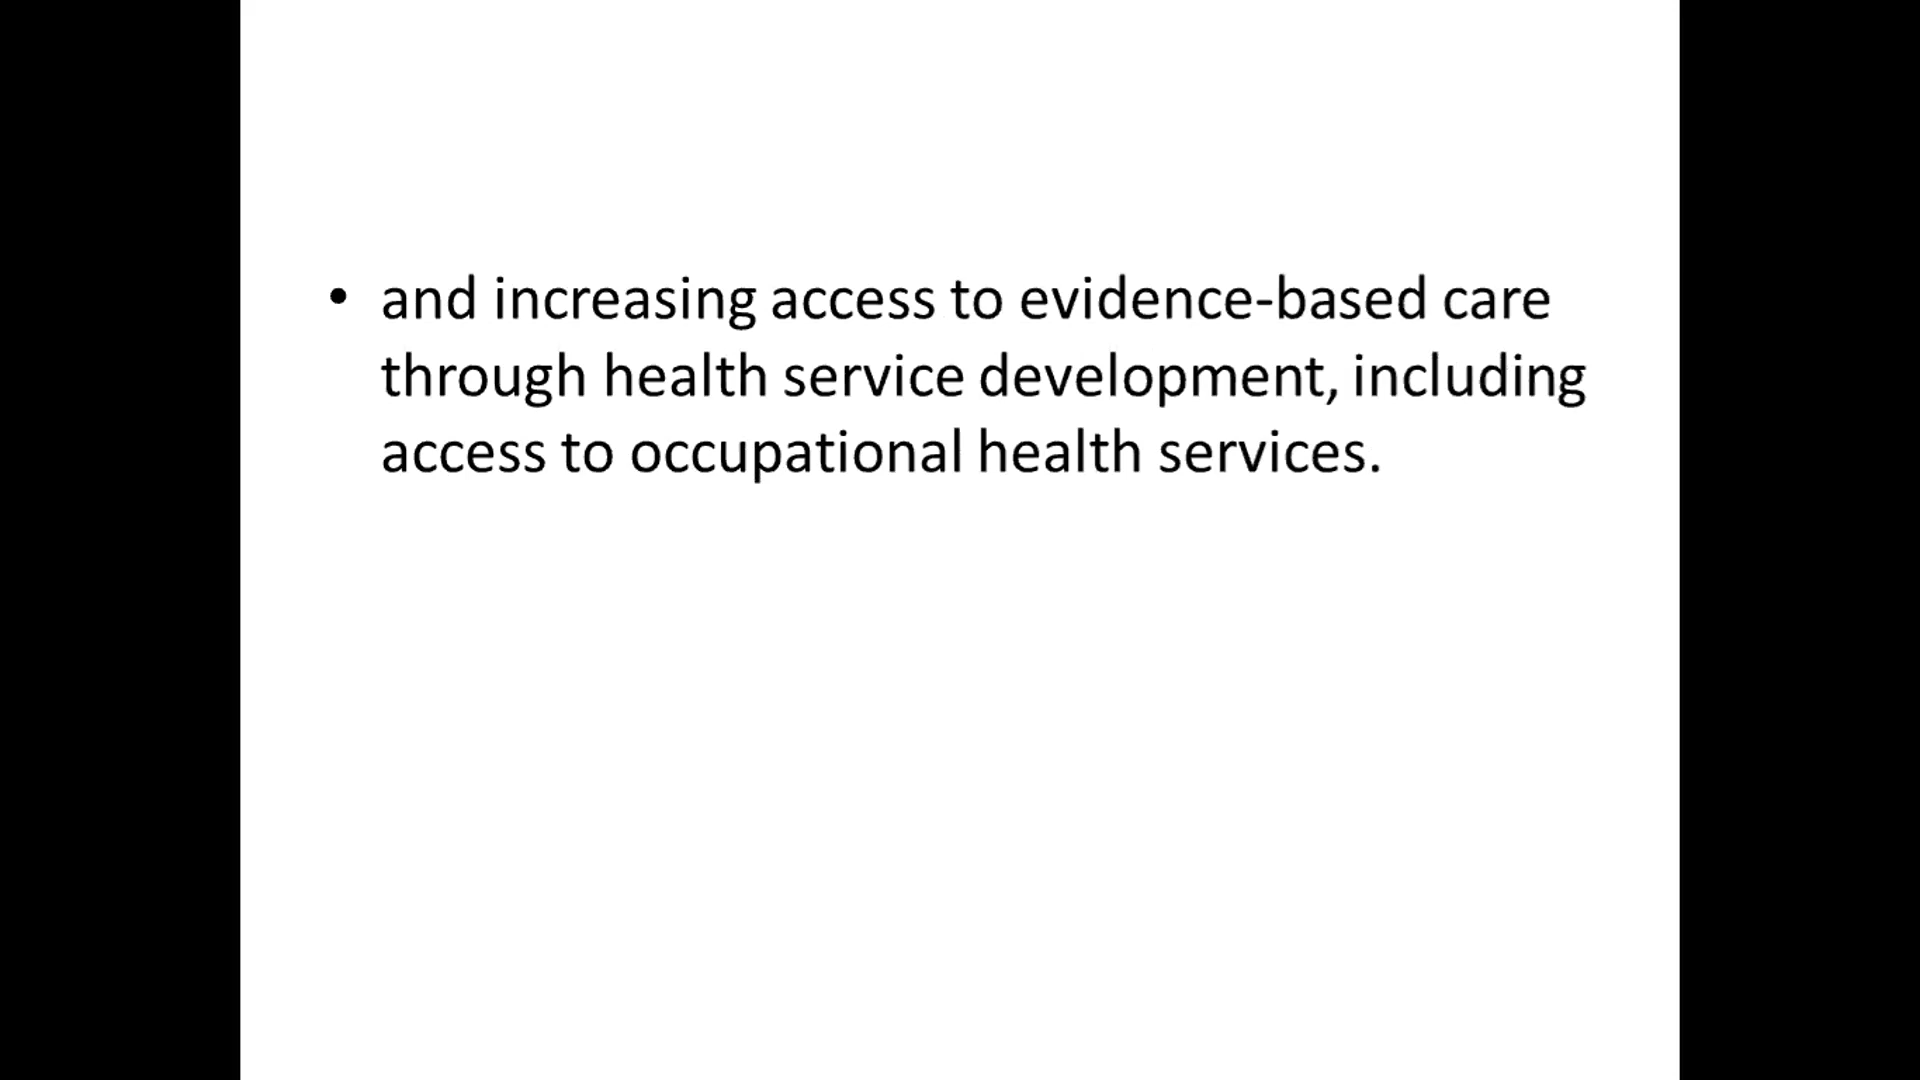 • and increasing access to evidence-based care
through health service development, including
access to occupational health services.